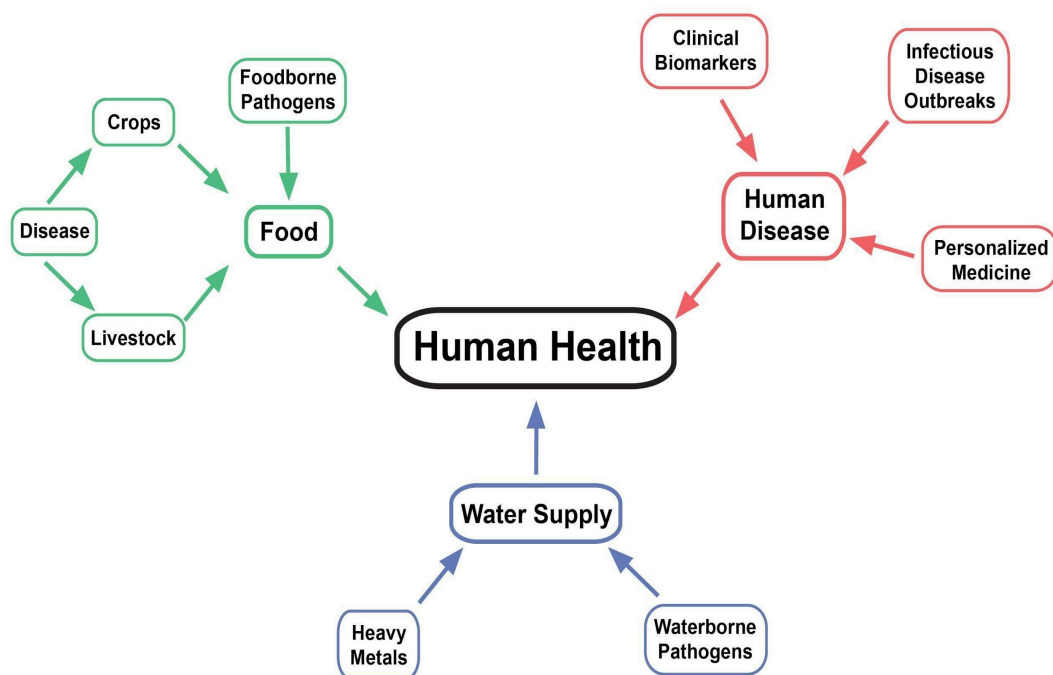 Clinical
Biomarkers
Infectious
Disease
Outbreaks
Foodborne
Pathogens
Crops
Disease
Food
Livestock
Human
Disease
Personalized
Medicine
Human Health
Water Supply
Heavy
Metals
Waterborne
Pathogens